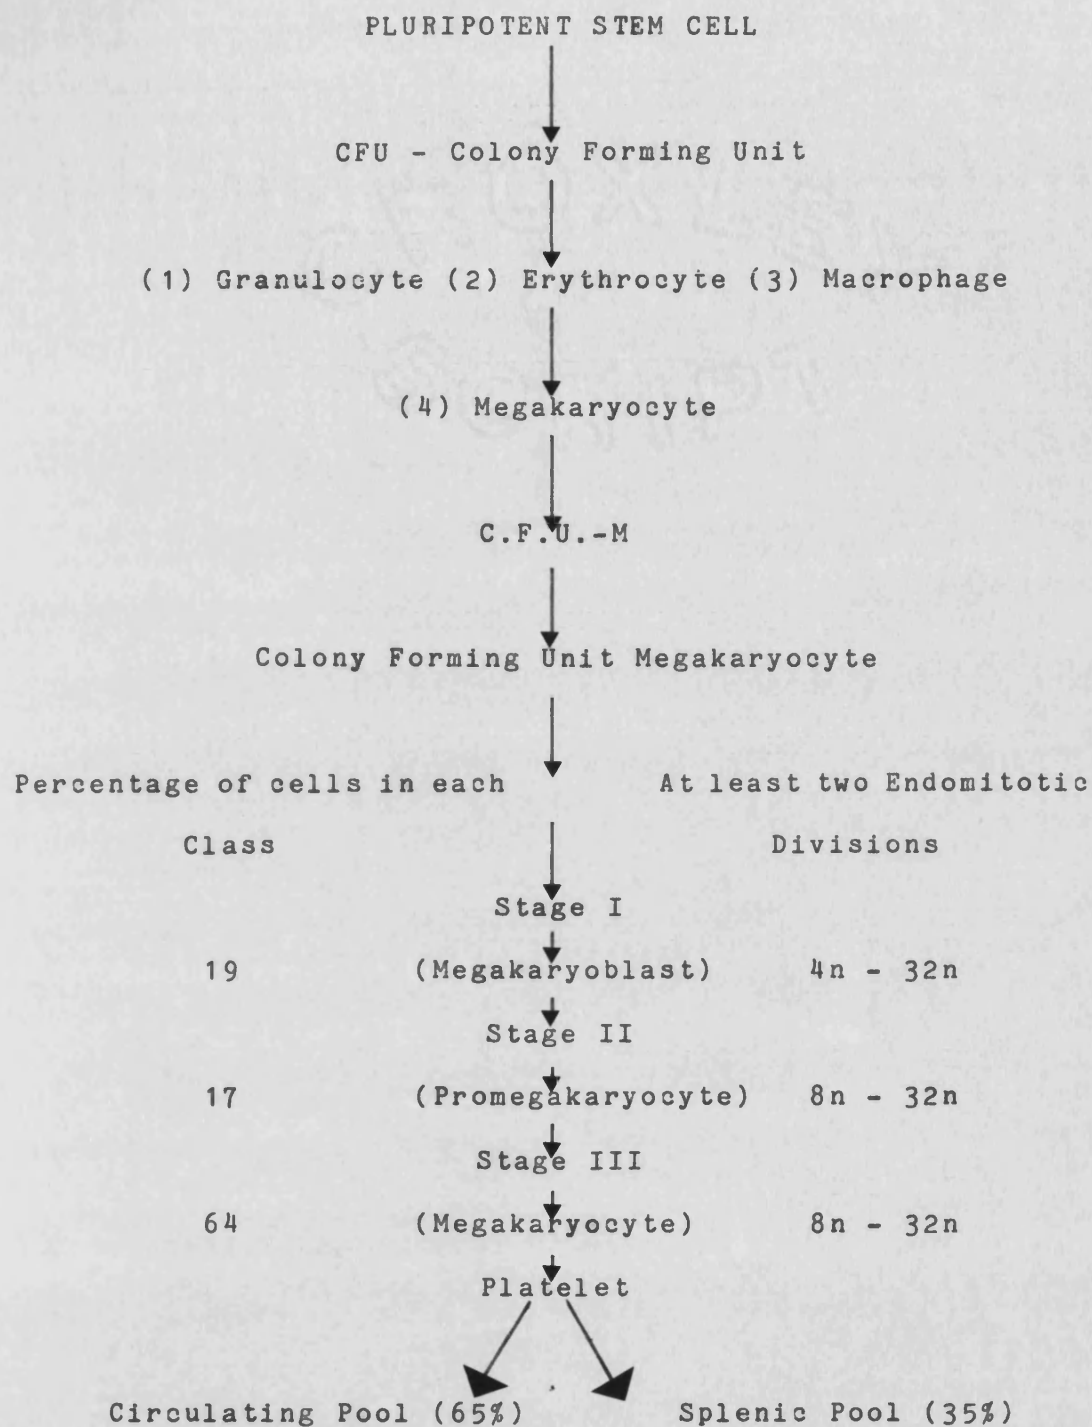 PLURIPOTENT STEM CELL
CFU - Colony Forming Unit
(1) Granulocyte (2) Erythrocyte (3) Macrophage
(4) Megakaryocyte
C.F.U.-M
Colony Forming Unit Megakaryocyte
Percentage of cells in each At least two Endomitotic
Class Divisions
Stage I
19 (Megakaryoblast) 4n - 32n
Stage II
17 (Promegakaryocyte) 8n - 32n
Stage III
64 (Megakaryocyte) 8n - 32n
Platelet
Circulating Pool (65%) Splenic Pool (35%)